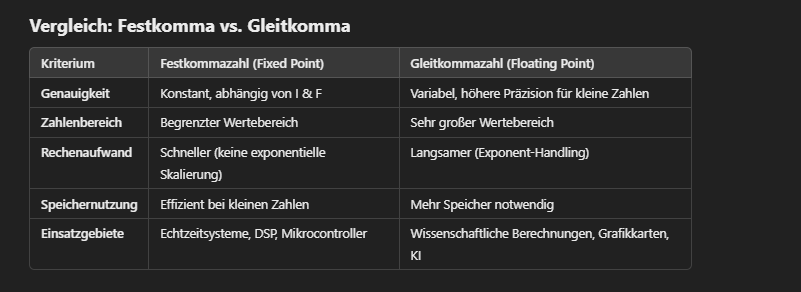 Vergleich: Festkomma vs. Gleitkomma
Kriterium Festkommazahl (Fixed Point) Gleitkommazahl (Floating Point)
Genauigkeit Konstant, abhängig von I & F Variabel, höhere Präzision für kleine Zahlen
Zahlenbereich Begrenzter Wertebereich Sehr großer Wertebereich
Rechenaufwand Schneller (keine exponentielle Langsamer (Exponent-Handling)
Skalierung)
Speichernutzung Effizient bei kleinen Zahlen Mehr Speicher notwendig
Einsatzgebiete Echtzeitsysteme, DSP, Mikrocontroller Wissenschaftliche Berechnungen, Grafikkarten,
KI